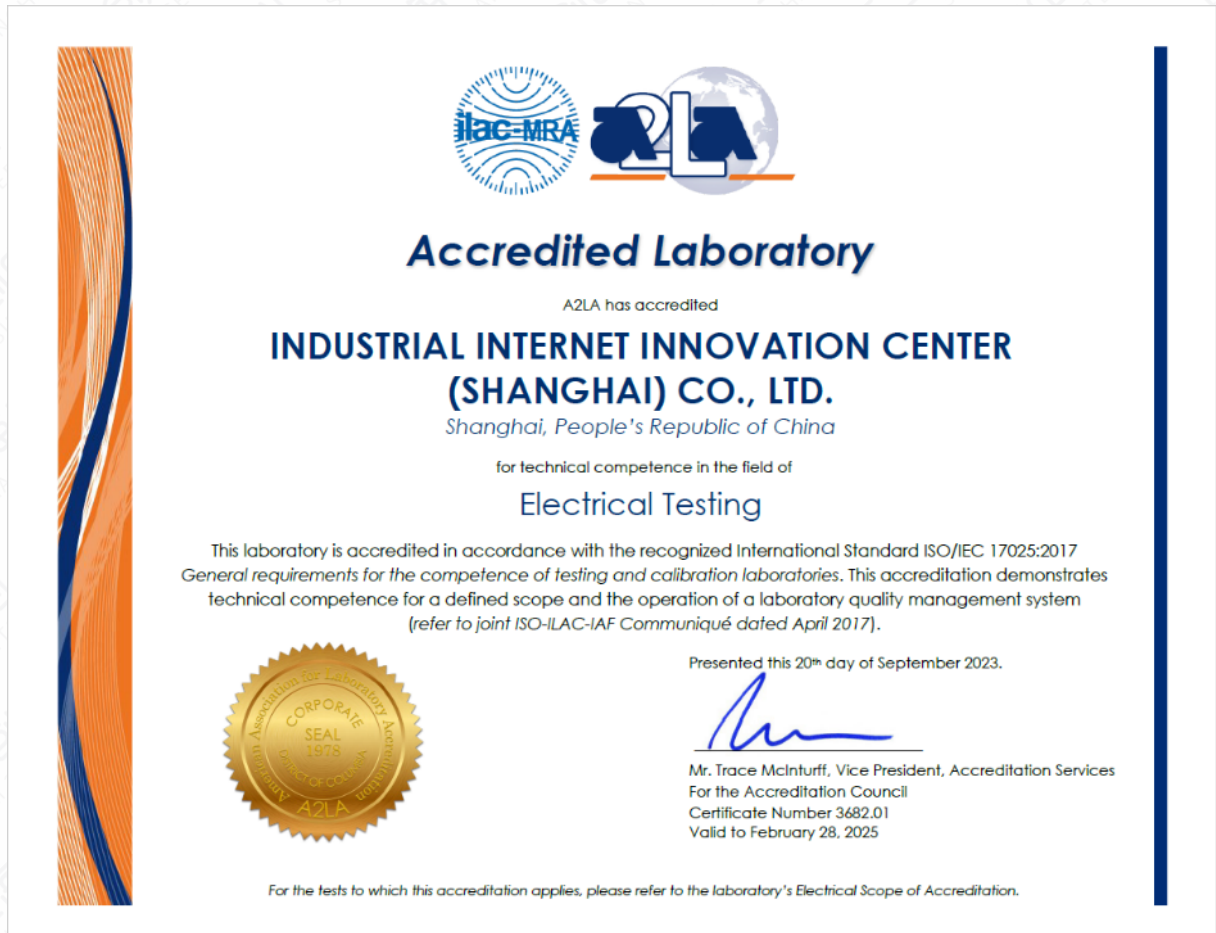 ilac-MRA
a2La
Accredited Laboratory
A2LA has accredited
INDUSTRIAL INTERNET INNOVATION CENTER
(SHANGHAI) CO., LTD.
Shanghai, People's Republic of China
for technical competence in the field of
Electrical Testing
This laboratory is accredited in accordance with the recognized International Standard ISO/IEC 17025:2017
General requirements for the competence of testing and calibration laboratories. This accreditation demonstrates
technical competence for a defined scope and the operation of a laboratory quality management system
(refer to joint ISO-ILAC-IAF Communiqué dated April 2017).
American Association for Laboratory Accreditation
CORPORATE
SEAL
1978
DISTRICT OF COLUMBIA
A2LA
Presented this 20th day of September 2023.
Mr. Trace McInturff, Vice President, Accreditation Services
For the Accreditation Council
Certificate Number 3682.01
Valid to February 28, 2025
For the tests to which this accreditation applies, please refer to the laboratory's Electrical Scope of Accreditation.